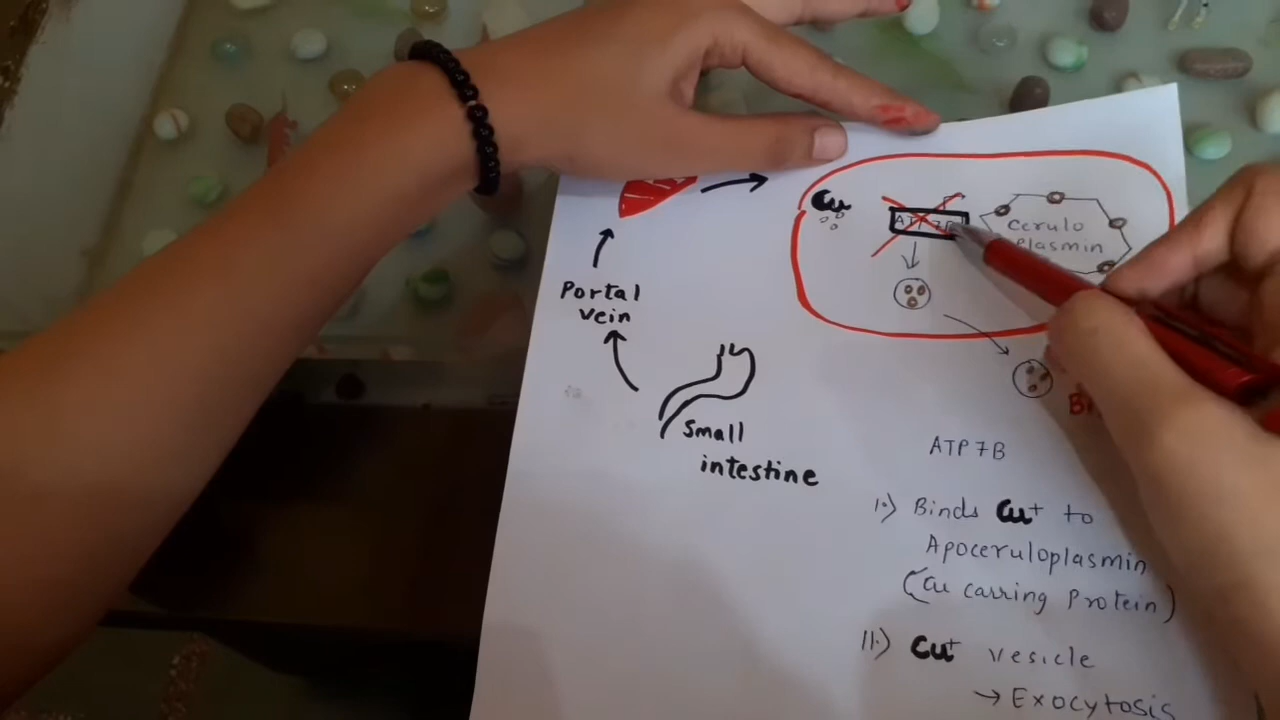 Cu
ATP7B
Cerulo
plasmin
Portal
vein
Small
intestine
ATP7B
I.) Binds Cu+ to
Apoceruloplasmin
(Cu carring Protein)
II.) Cu+ vesicle
→ Exocytosis